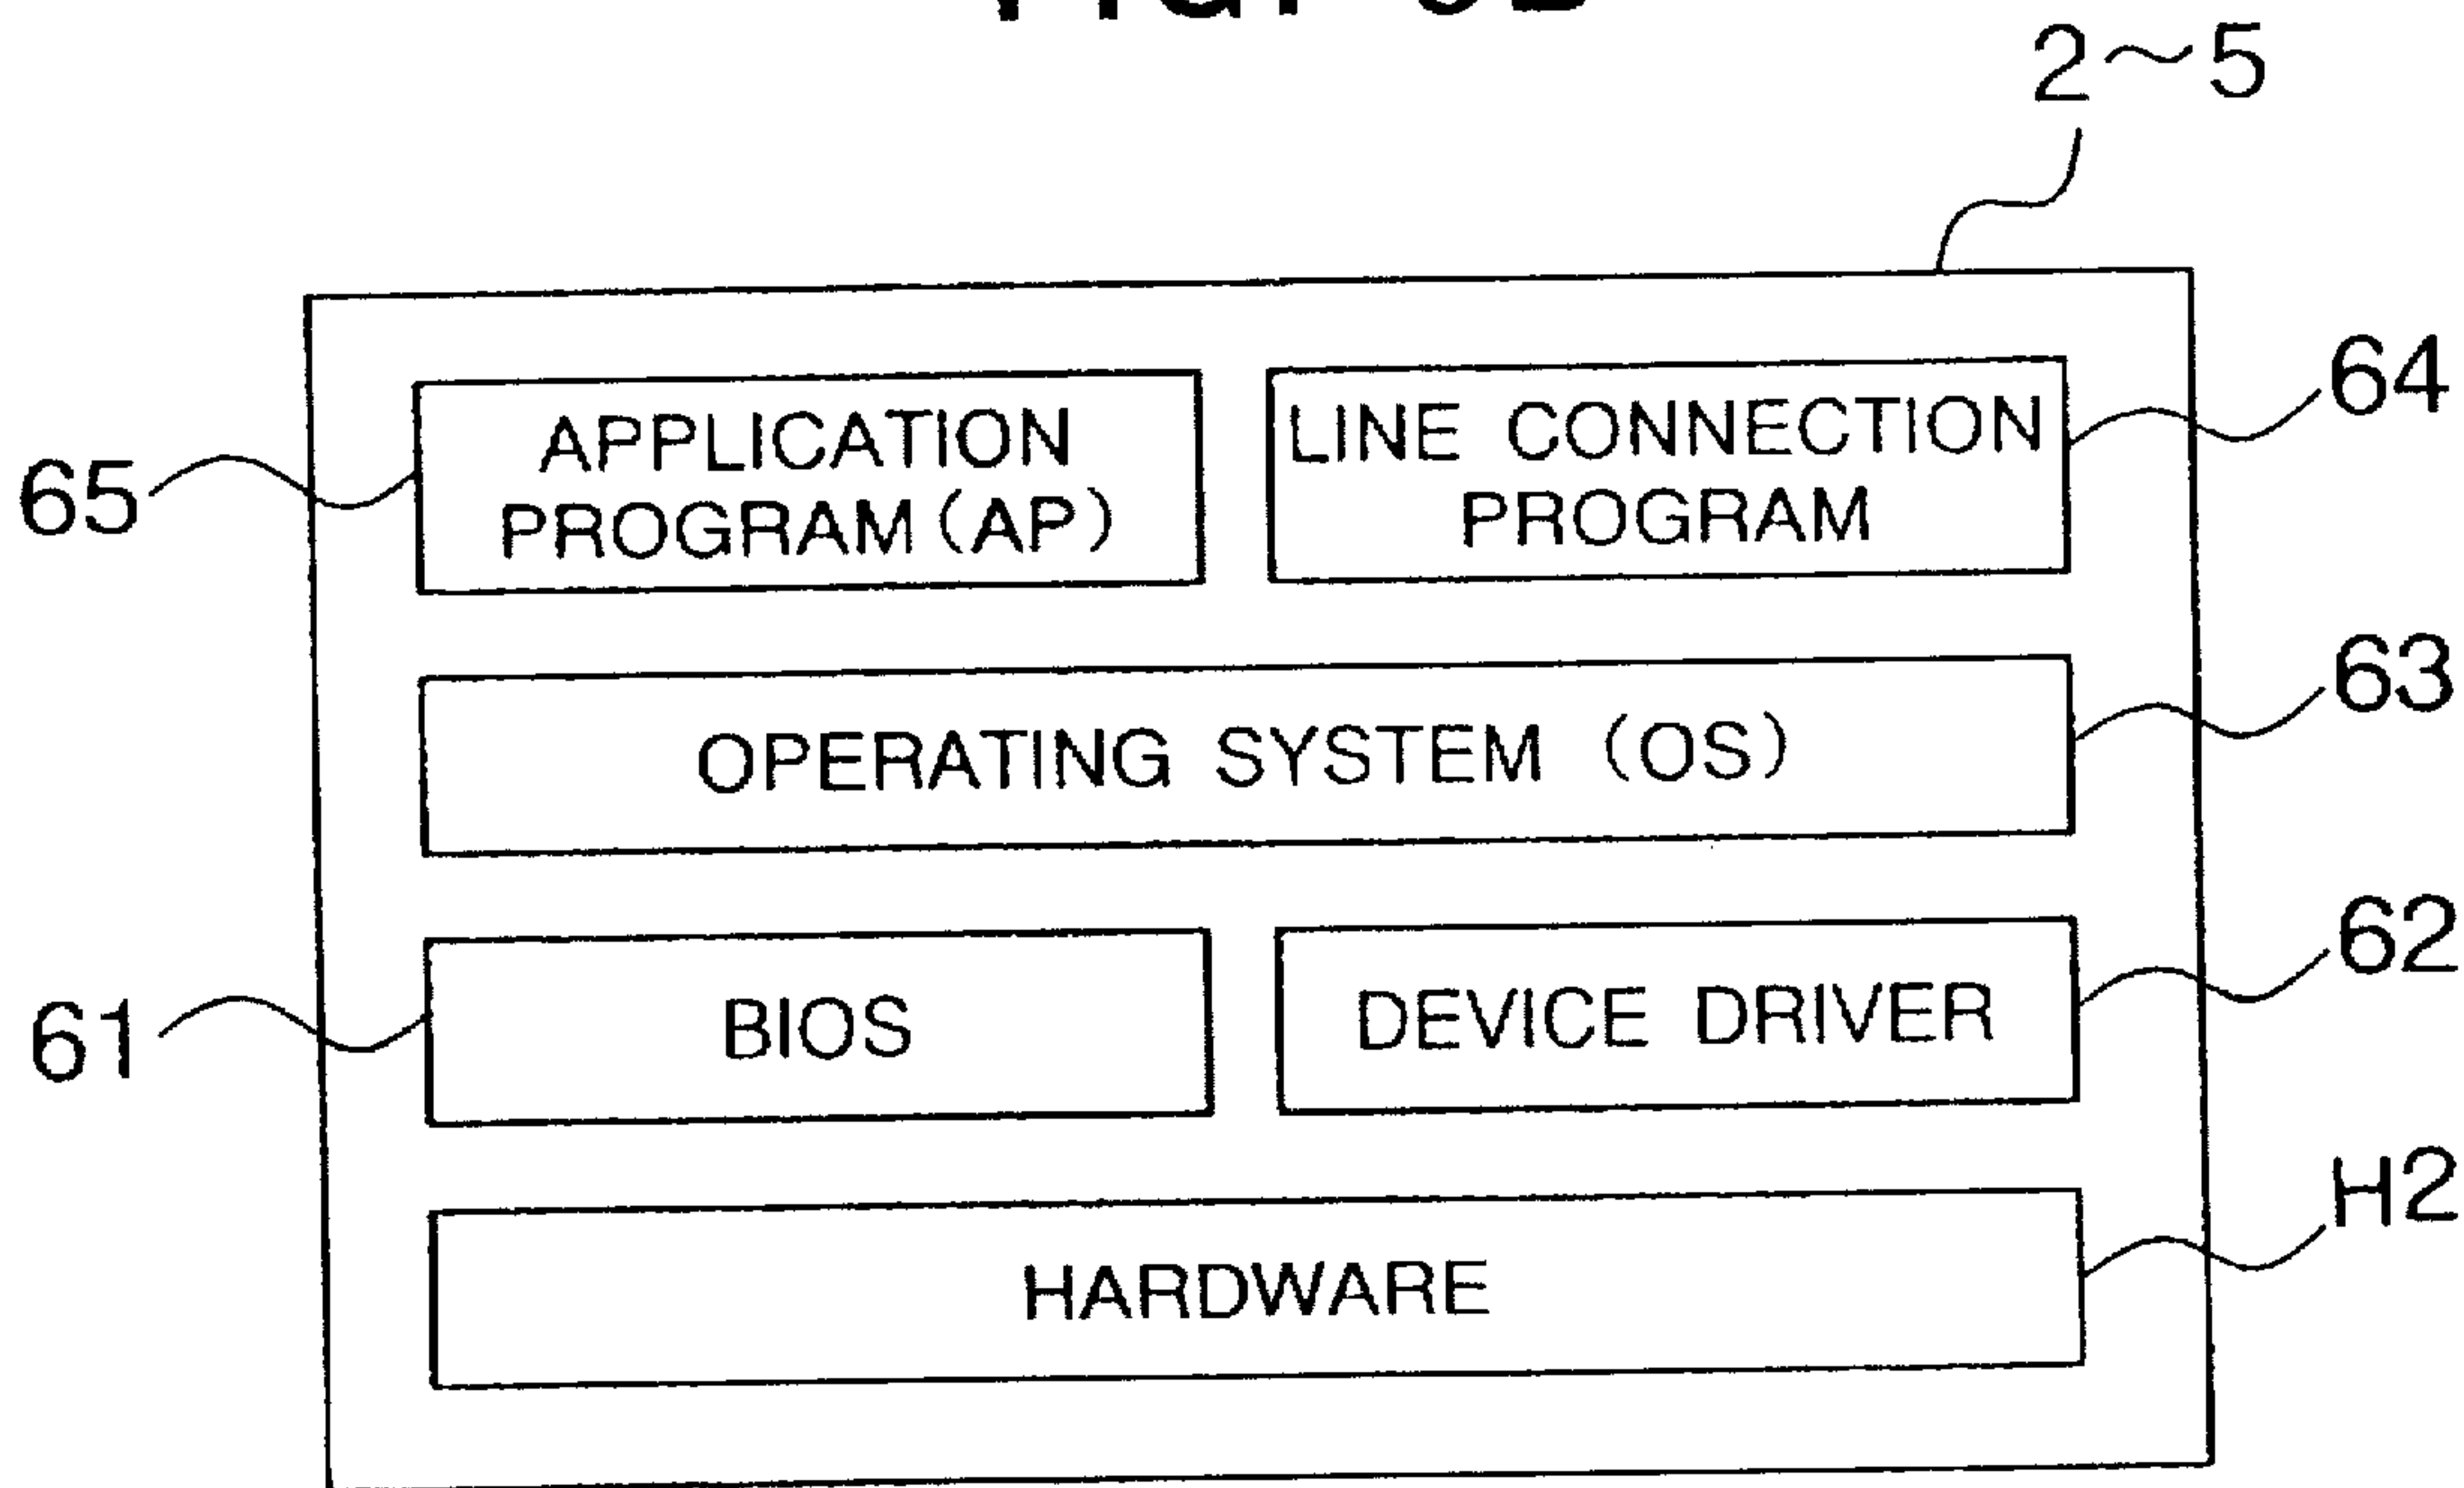 2~5
APPLICATION
PROGRAM (AP)
LINE CONNECTION
PROGRAM
64
65
OPERATING SYSTEM (OS)
63
BIOS
DEVICE DRIVER
62
61
HARDWARE
H2